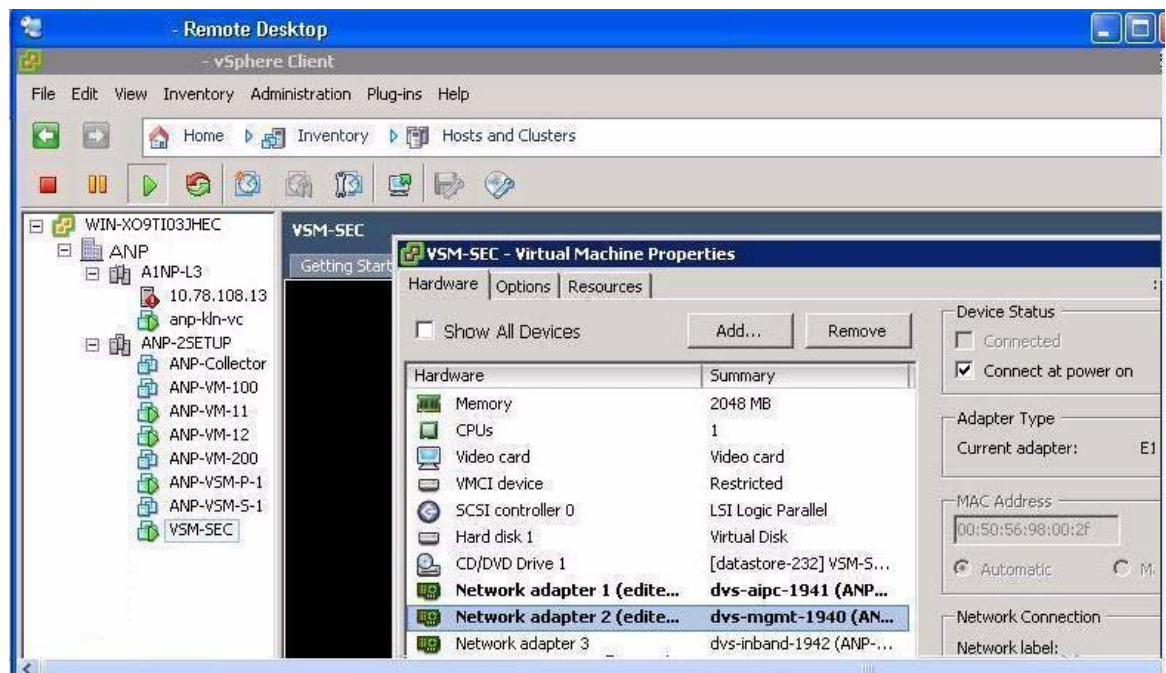 - Remote Desktop
- vSphere Client
File Edit View Inventory Administration Plug-ins Help
Home Inventory Hosts and Clusters
WIN-XO9TI03JHEC
ANP
A1NP-L3
10.78.108.13
anp-kln-vc
ANP-2SETUP
ANP-Collector
ANP-VM-100
ANP-VM-11
ANP-VM-12
ANP-VM-200
ANP-VSM-P-1
ANP-VSM-S-1
VSM-SEC
VSM-SEC
Getting Start
VSM-SEC - Virtual Machine Properties
Hardware Options Resources
Show All Devices Add... Remove
Hardware Summary
Memory 2048 MB
CPUs 1
Video card Video card
VMCI device Restricted
SCSI controller 0 LSI Logic Parallel
Hard disk 1 Virtual Disk
CD/DVD Drive 1 [datastore-232] VSM-S...
Network adapter 1 (edite... dvs-aipc-1941 (ANP...
Network adapter 2 (edite... dvs-mgmt-1940 (AN...
Network adapter 3 dvs-inband-1942 (ANP-...
Device Status
Connected
Connect at power on
Adapter Type
Current adapter: E1
MAC Address
00:50:56:98:00:2f
Automatic M
Network Connection
Network label: